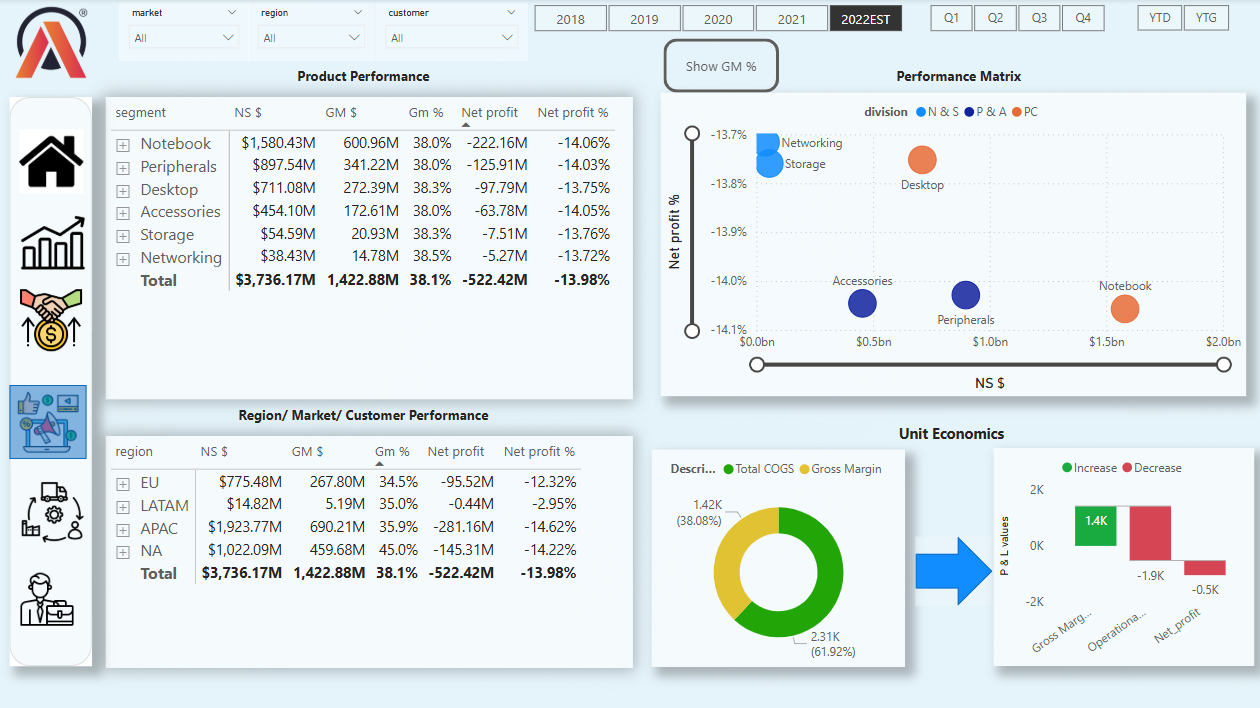 market region customer
All All All
2018 2019 2020 2021 2022EST Q1 Q2 Q3 Q4 YTD YTG
®
Show GM %
Product Performance
segment NS $ GM $ Gm % Net profit Net profit %
Notebook $1,580.43M 600.96M 38.0% -222.16M -14.06%
Peripherals $897.54M 341.22M 38.0% -125.91M -14.03%
Desktop $711.08M 272.39M 38.3% -97.79M -13.75%
Accessories $454.10M 172.61M 38.0% -63.78M -14.05%
Storage $54.59M 20.93M 38.3% -7.51M -13.76%
Networking $38.43M 14.78M 38.5% -5.27M -13.72%
Total $3,736.17M 1,422.88M 38.1% -522.42M -13.98%
Performance Matrix
division N & S P & A PC
Net profit %
-13.7%
-13.8%
-13.9%
-14.0%
-14.1%
Networking
Storage
Desktop
Accessories
Peripherals
Notebook
$0.0bn $0.5bn $1.0bn $1.5bn $2.0bn
NS $
Region/ Market/ Customer Performance
region NS $ GM $ Gm % Net profit Net profit %
EU $775.48M 267.80M 34.5% -95.52M -12.32%
LATAM $14.82M 5.19M 35.0% -0.44M -2.95%
APAC $1,923.77M 690.21M 35.9% -281.16M -14.62%
NA $1,022.09M 459.68M 45.0% -145.31M -14.22%
Total $3,736.17M 1,422.88M 38.1% -522.42M -13.98%
Unit Economics
Descri... Total COGS Gross Margin
1.42K
(38.08%)
2.31K
(61.92%)
Increase Decrease
P & L values
2K
0K
-2K
1.4K
-1.9K
-0.5K
Gross Marg...
Operationa...
Net_profit